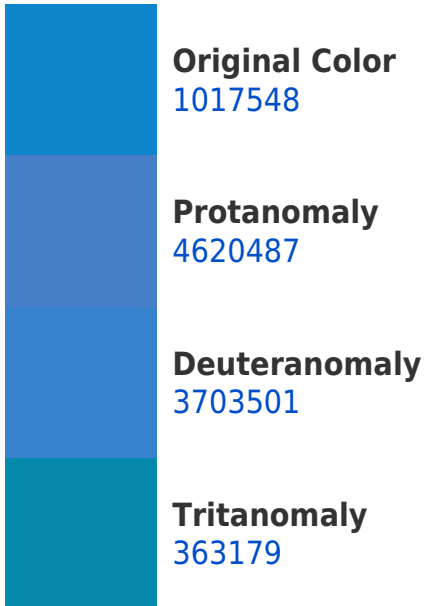 Original Color
1017548
Protanomaly
4620487
Deuteranomaly
3703501
Tritanomaly
363179